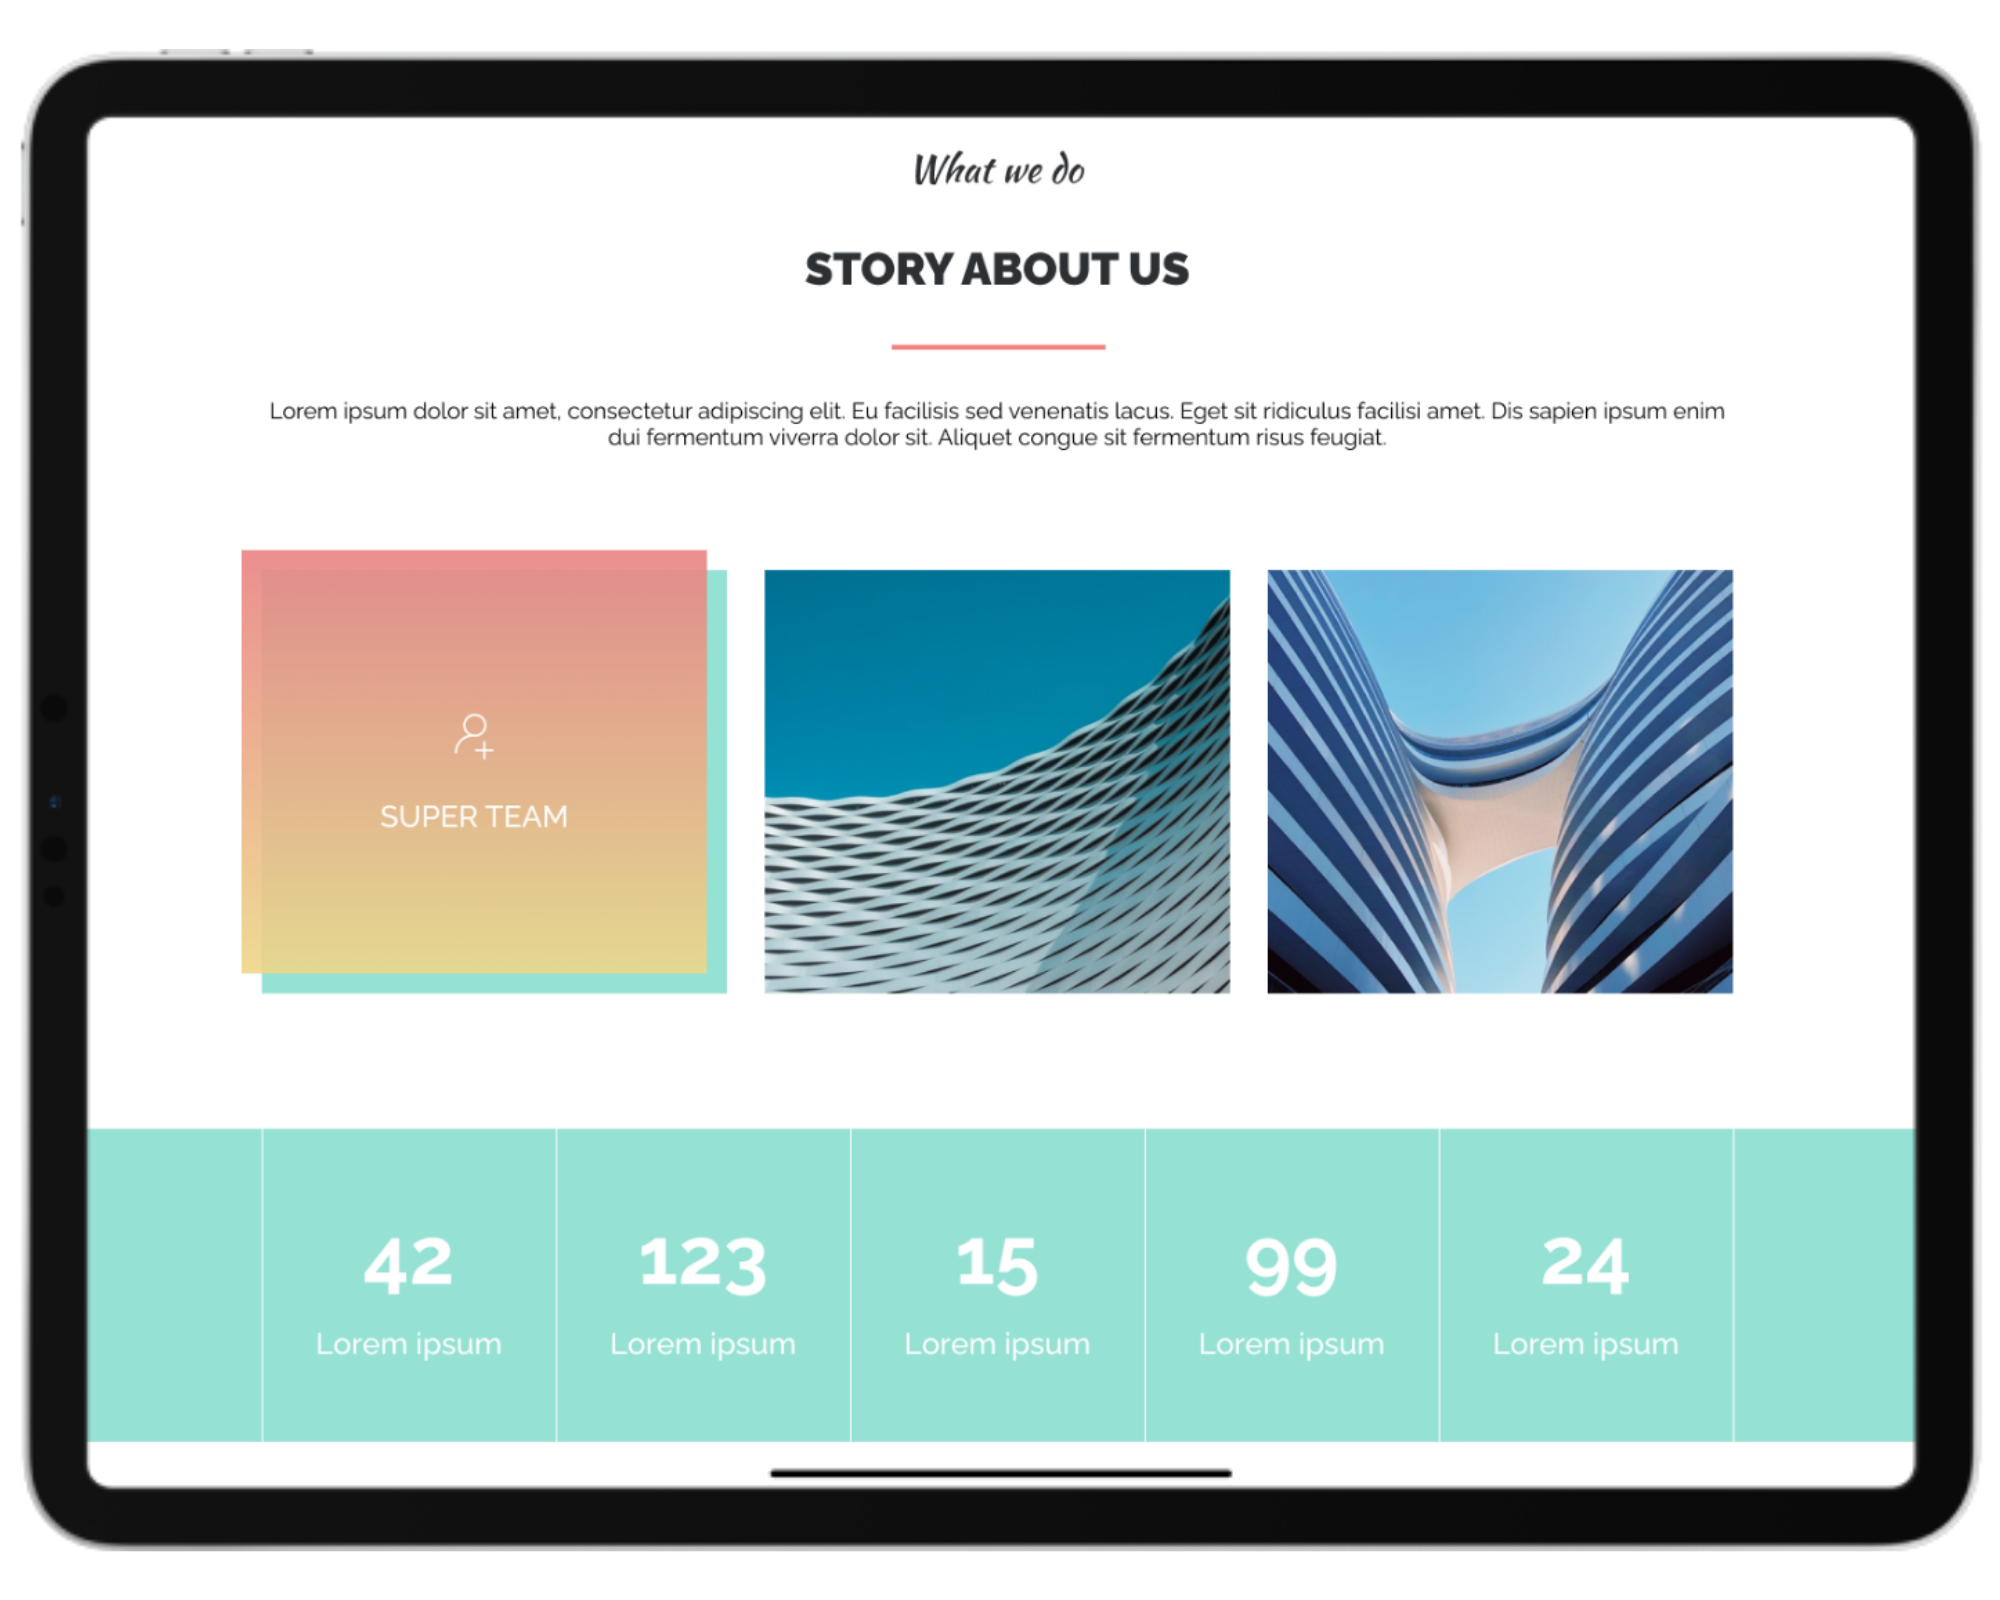 What we do
STORY ABOUT US
Lorem ipsum dolor sit amet, consectetur adipiscing elit. Eu facilisis sed venenatis lacus. Eget sit ridiculus facilisi amet. Dis sapien ipsum enim
dui fermentum viverra dolor sit. Aliquet congue sit fermentum risus feugiat.
SUPER TEAM
42
Lorem ipsum
123
Lorem ipsum
15
Lorem ipsum
99
Lorem ipsum
24
Lorem ipsum